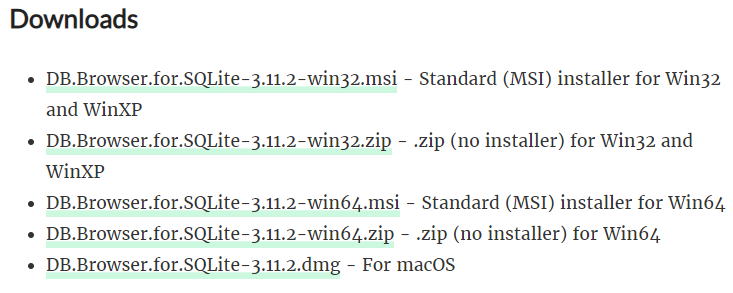 Downloads
DB.Browser.for.SQLite-3.11.2-win32.msi - Standard (MSI) installer for Win32
and WinXP
DB.Browser.for.SQLite-3.11.2-win32.zip - .zip (no installer) for Win32 and
WinXP
DB.Browser.for.SQLite-3.11.2-win64.msi - Standard (MSI) installer for Win64
DB.Browser.for.SQLite-3.11.2-win64.zip - .zip (no installer) for Win64
DB.Browser.for.SQLite-3.11.2.dmg - For macOS